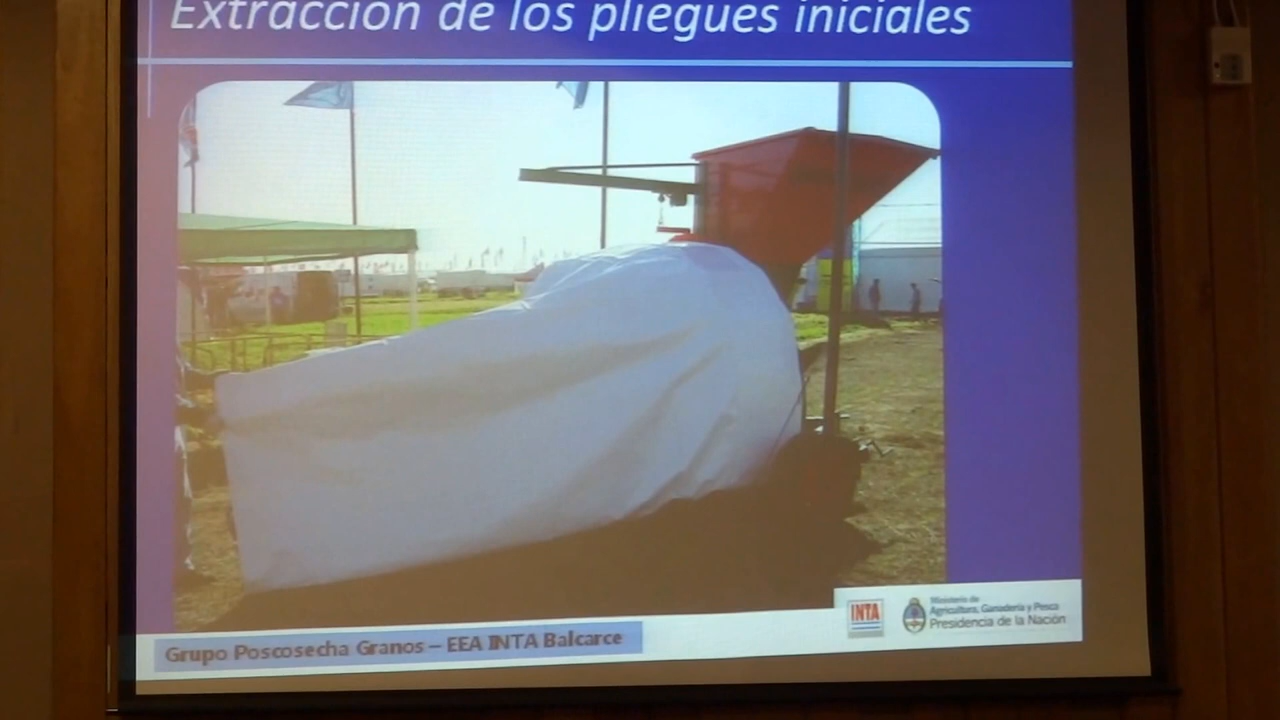 Extracción de los pliegues iniciales
INTA
Ministerio de
Agricultura, Ganadería y Pesca
Presidencia de la Nación
Grupo Poscosecha Granos – EEA INTA Balcarce